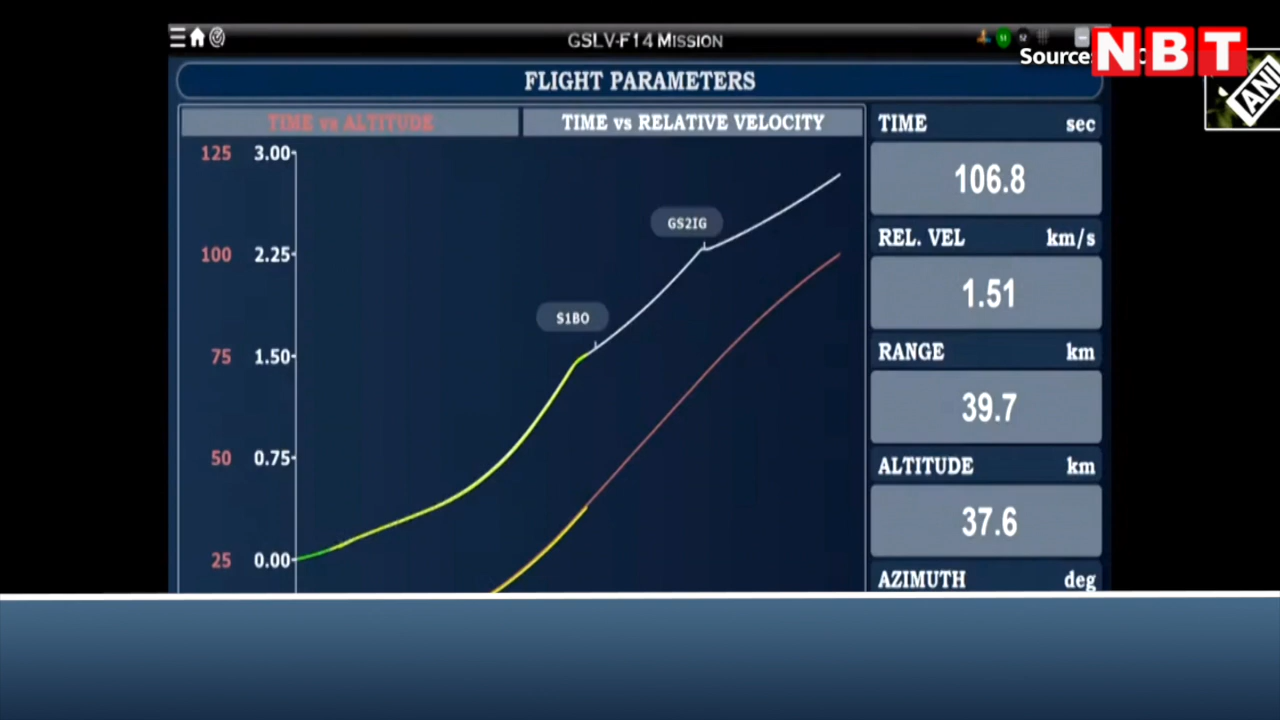 GSLV-F14 MISSION
Source:
NBT
ANI
FLIGHT PARAMETERS
TIME vs ALTITUDE
TIME vs RELATIVE VELOCITY
125 3.00
100 2.25
75 1.50
50 0.75
25 0.00
GS2IG
S1BO
TIME sec
106.8
REL. VEL km/s
1.51
RANGE km
39.7
ALTITUDE km
37.6
AZIMUTH deg